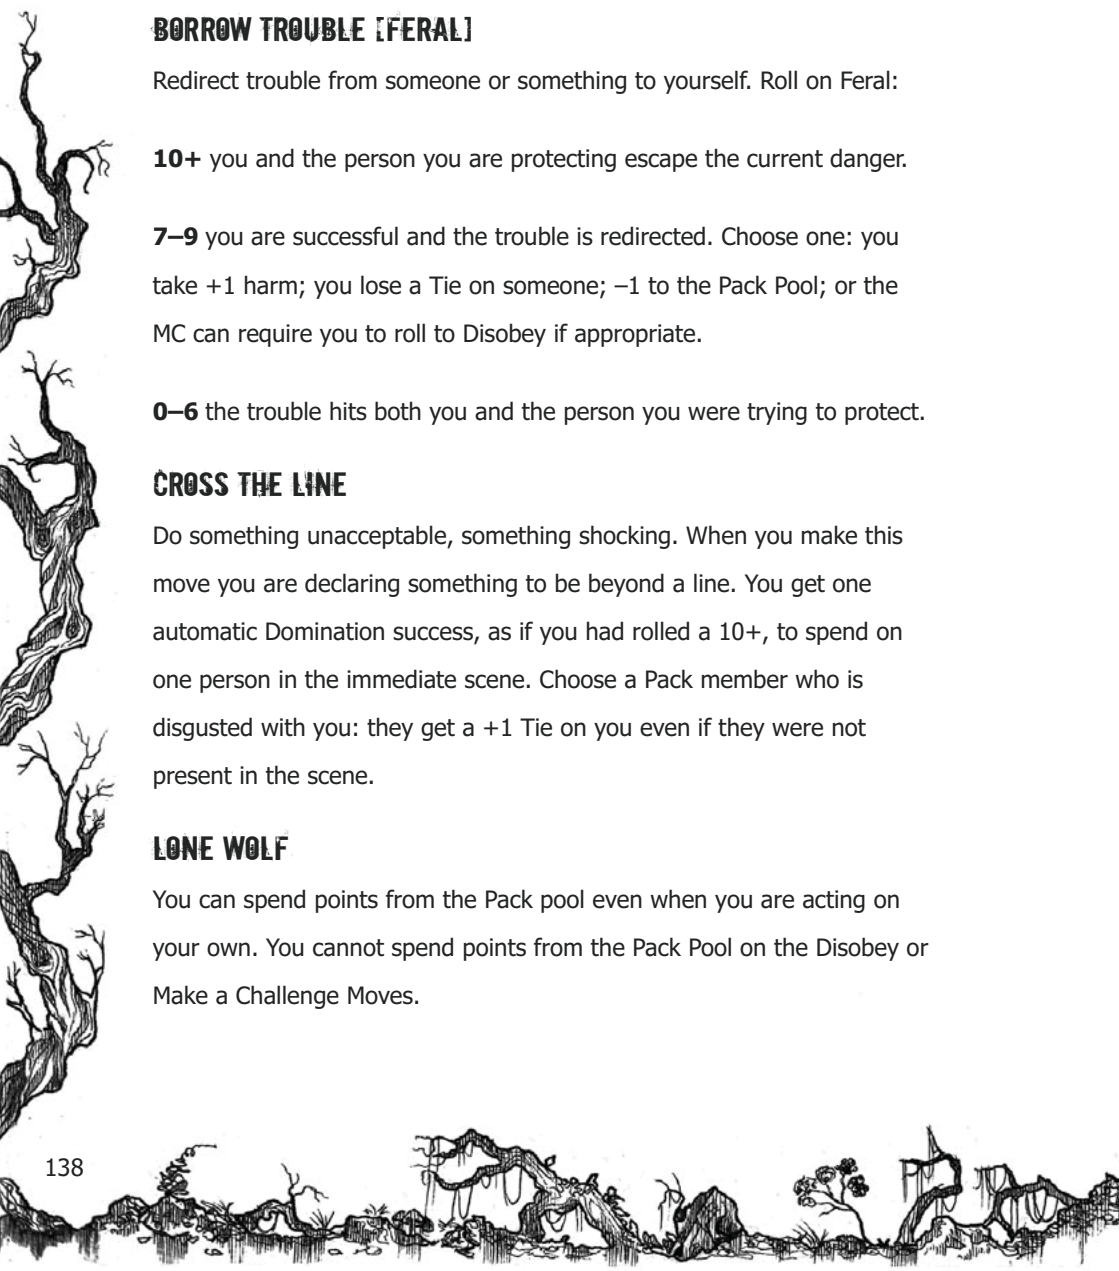 BORROW TROUBLE [FERAL]
Redirect trouble from someone or something to yourself. Roll on Feral:
10+ you and the person you are protecting escape the current danger.
7–9 you are successful and the trouble is redirected. Choose one: you
take +1 harm; you lose a Tie on someone; –1 to the Pack Pool; or the
MC can require you to roll to Disobey if appropriate.
0–6 the trouble hits both you and the person you were trying to protect.
CROSS THE LINE
Do something unacceptable, something shocking. When you make this
move you are declaring something to be beyond a line. You get one
automatic Domination success, as if you had rolled a 10+, to spend on
one person in the immediate scene. Choose a Pack member who is
disgusted with you: they get a +1 Tie on you even if they were not
present in the scene.
LONE WOLF
You can spend points from the Pack pool even when you are acting on
your own. You cannot spend points from the Pack Pool on the Disobey or
Make a Challenge Moves.
138